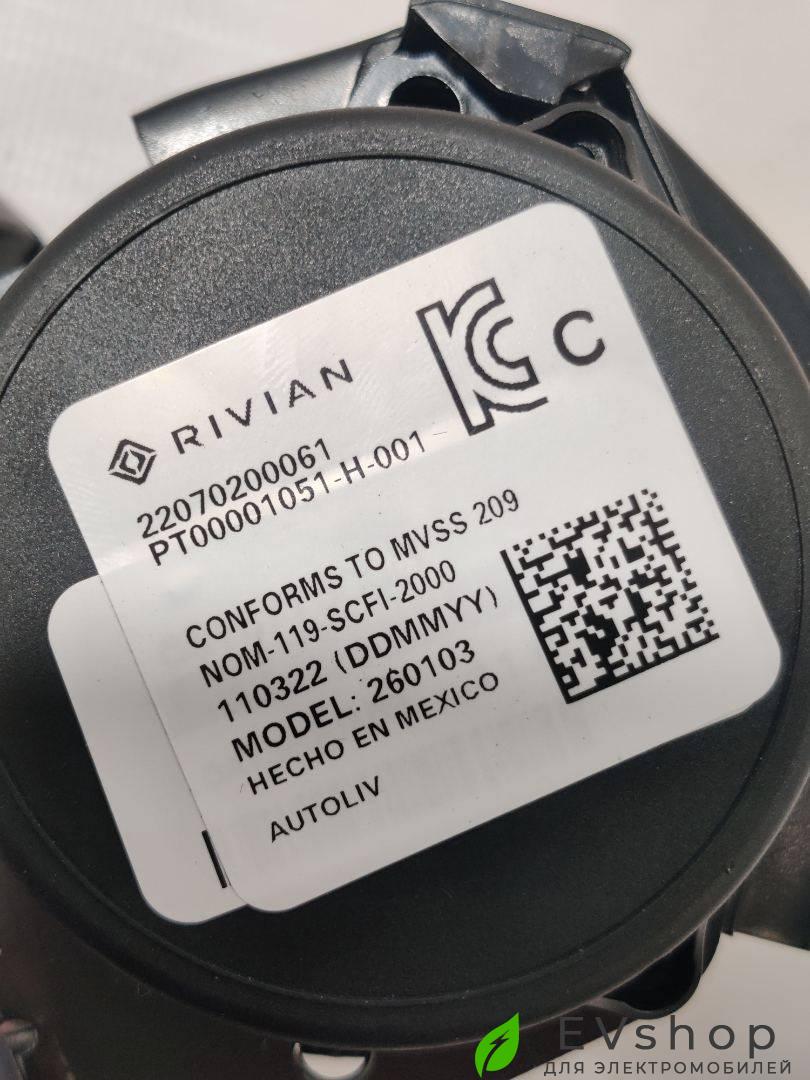 RIVIAN
22070200061
PT00001051-H-001
KC C
CONFORMS TO MVSS 209
NOM-119-SCFI-2000
110322 (DDMMYY)
MODEL: 260103
HECHO EN MEXICO
AUTOLIV
EVshop
ДЛЯ ЭЛЕКТРОМОБИЛЕЙ